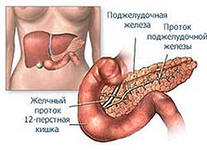 Поджелудочная
железа
Проток
поджелудочной
железы
Желчный
проток
12-перстная
кишка